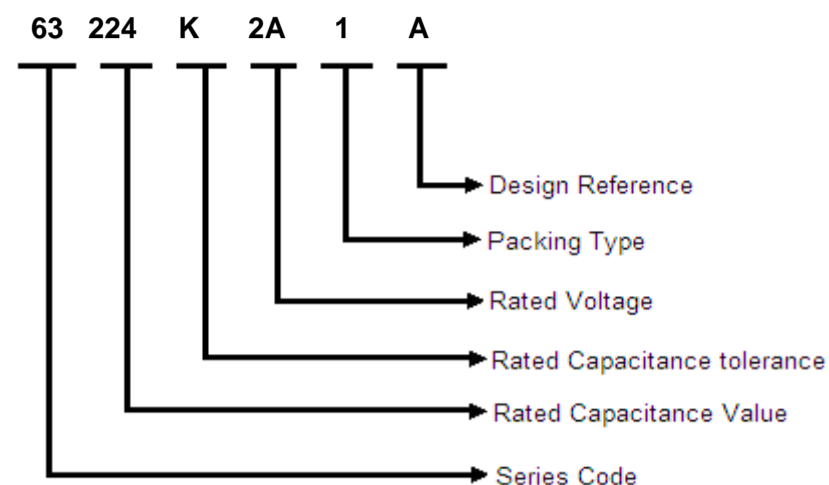 63 224 K 2A 1 A
Design Reference
Packing Type
Rated Voltage
Rated Capacitance tolerance
Rated Capacitance Value
Series Code